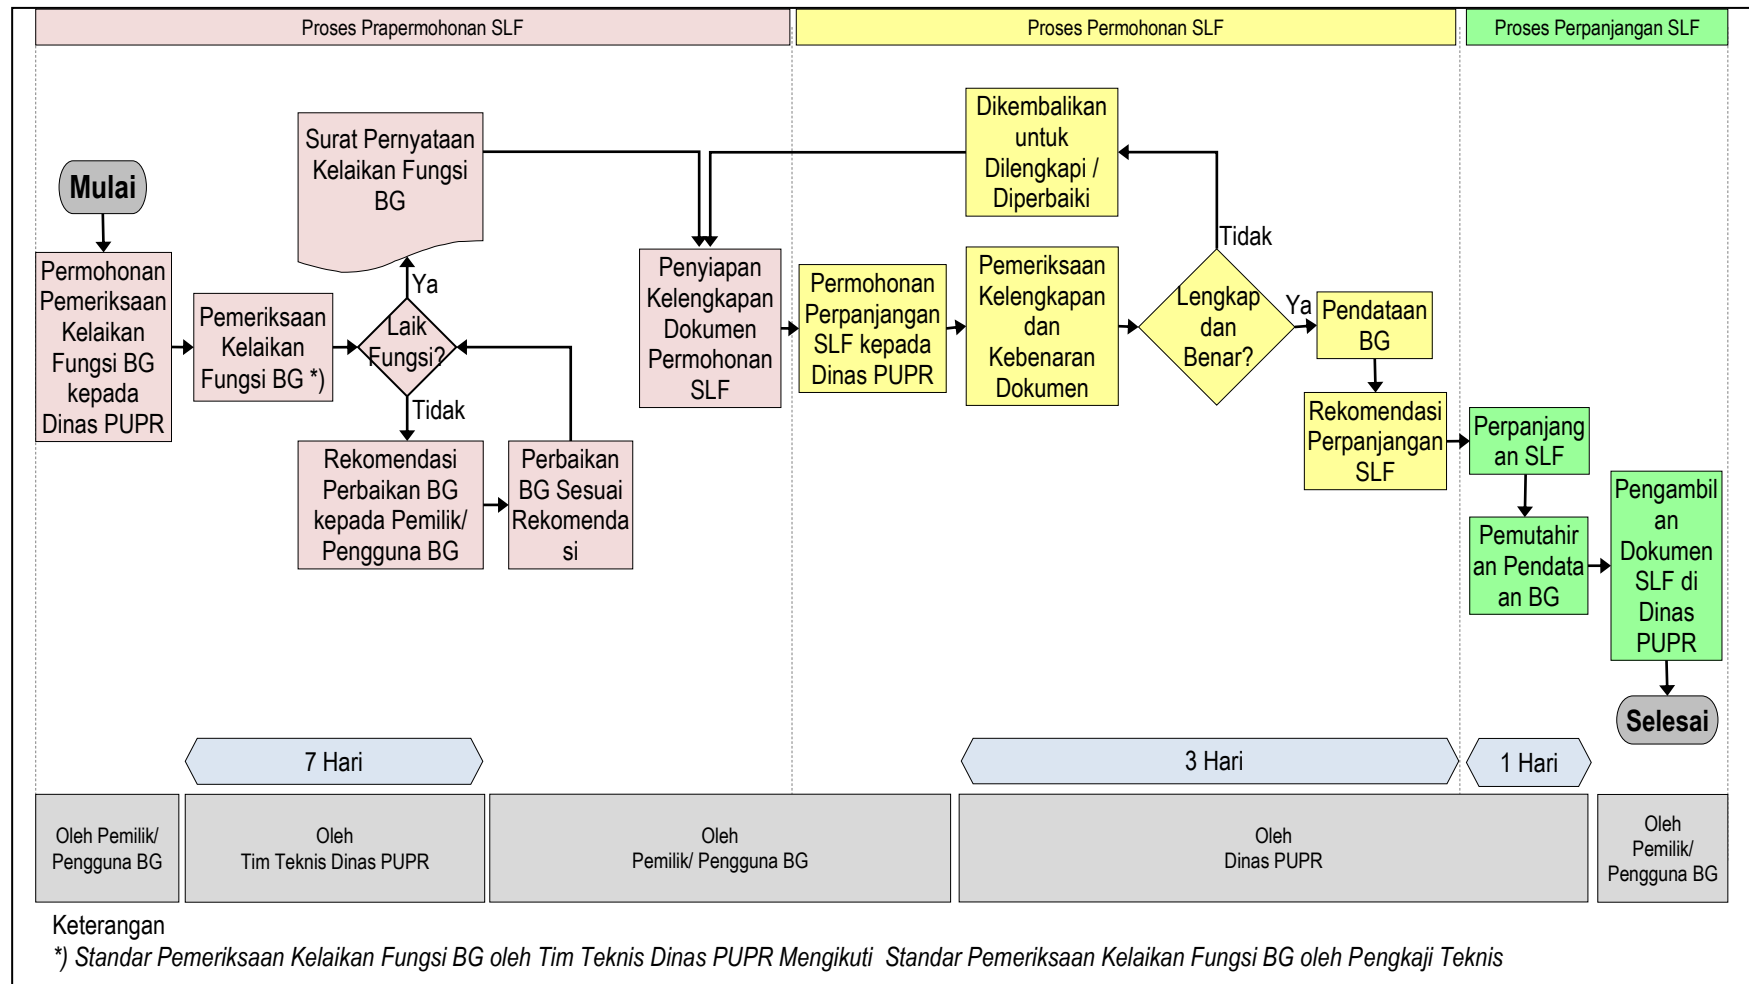 Proses Prapermohonan SLF
Proses Permohonan SLF
Proses Perpanjangan SLF
Mulai
Permohonan
Pemeriksaan
Kelaikan
Fungsi BG
kepada
Dinas PUPR
Pemeriksaan
Kelaikan
Fungsi BG *)
Laik
Fungsi?
Ya
Surat Pernyataan
Kelaikan Fungsi
BG
Tidak
Rekomendasi
Perbaikan BG
kepada Pemilik/
Pengguna BG
Perbaikan
BG Sesuai
Rekomenda
si
Penyiapan
Kelengkapan
Dokumen
Permohonan
SLF
Permohonan
Perpanjangan
SLF kepada
Dinas PUPR
Pemeriksaan
Kelengkapan
dan
Kebenaran
Dokumen
Lengkap
dan
Benar?
Tidak
Dikembalikan
untuk
Dilengkapi /
Diperbaiki
Ya
Pendataan
BG
Rekomendasi
Perpanjangan
SLF
Perpanjang
an SLF
Pemutahir
an Pendata
an BG
Pengambil
an
Dokumen
SLF di
Dinas
PUPR
Selesai
7 Hari
3 Hari
1 Hari
Oleh Pemilik/
Pengguna BG
Oleh
Tim Teknis Dinas PUPR
Oleh
Pemilik/ Pengguna BG
Oleh
Dinas PUPR
Oleh
Pemilik/
Pengguna BG
Keterangan
*) Standar Pemeriksaan Kelaikan Fungsi BG oleh Tim Teknis Dinas PUPR Mengikuti  Standar Pemeriksaan Kelaikan Fungsi BG oleh Pengkaji Teknis